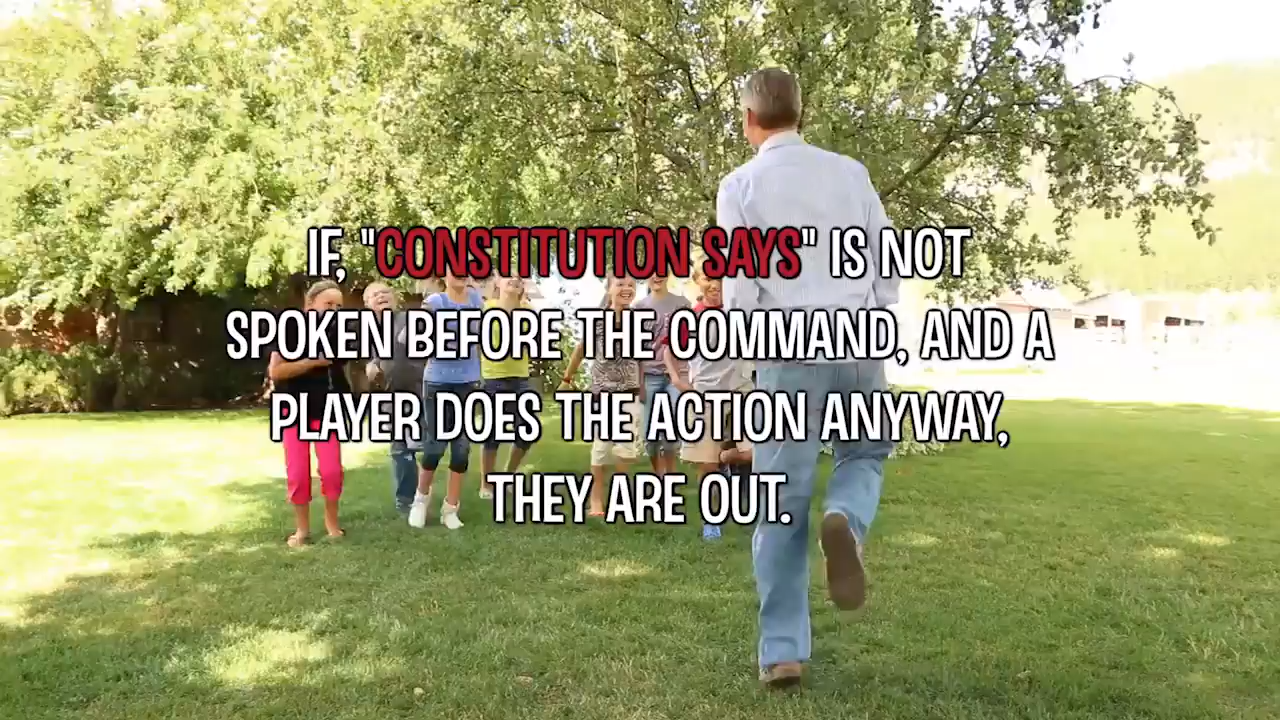 IF, "CONSTITUTION SAYS" IS NOT
SPOKEN BEFORE THE COMMAND, AND A
PLAYER DOES THE ACTION ANYWAY,
THEY ARE OUT.